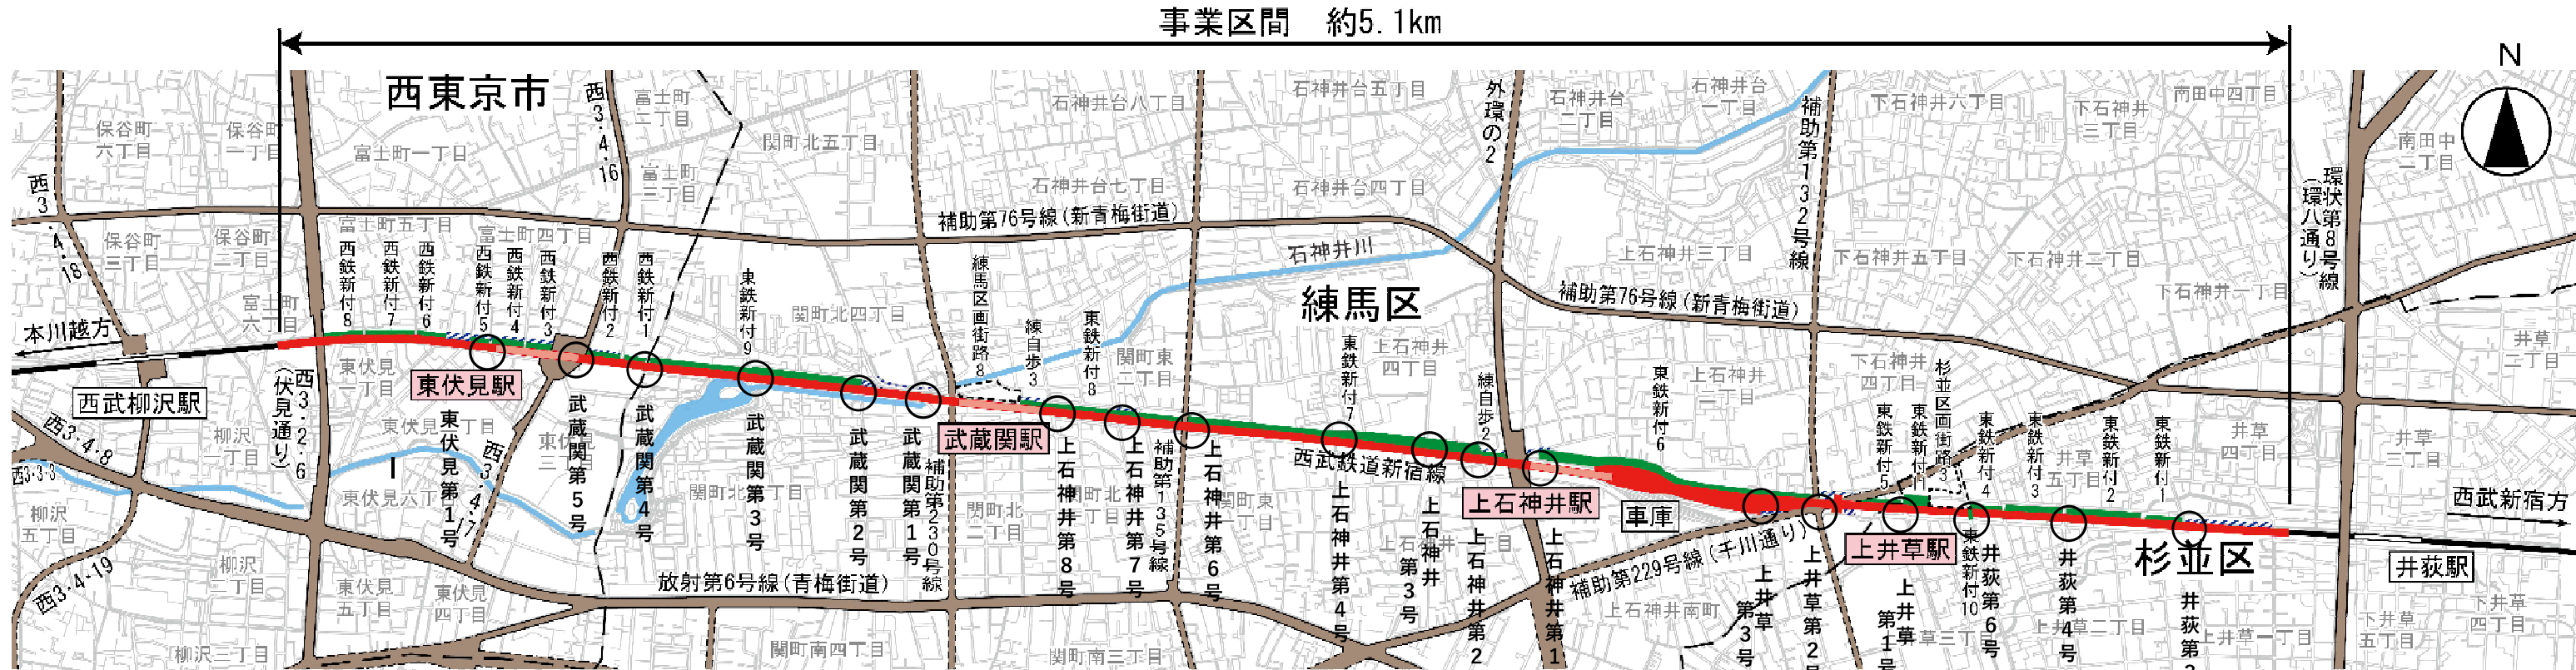 事業区間　約5.1km
N
西東京市
練馬区
杉並区
保谷町
六丁目
保谷町
一丁目
富士町一丁目
西3・4・16
富士町
二丁目
富士町
三丁目
関町北五丁目
石神井台八丁目
石神井台七丁目
石神井台五丁目
石神井台四丁目
外環の2
石神井台
二丁目
石神井台
一丁目
補助第132号線
下石神井六丁目
下石神井
三丁目
南田中四丁目
南田中
二丁目
環状第8号線
(環八通り)
西3・4・18
保谷町
三丁目
保谷町
二丁目
富士町
六丁目
富士町五丁目
富士町四丁目
補助第76号線(新青梅街道)
石神井川
上石神井三丁目
下石神井五丁目
下石神井二丁目
下石神井一丁目
補助第76号線(新青梅街道)
西鉄新付8
西鉄新付7
西鉄新付6
西鉄新付5
西鉄新付4
西鉄新付3
西鉄新付2
西鉄新付1
東鉄新付9
関町北四丁目
練馬区画街路8
練自歩3
東鉄新付8
関町東
二丁目
東鉄新付7
上石神井
四丁目
練自歩2
東鉄新付6
上石神井
二丁目
下石神井
四丁目
東鉄新付5
東鉄新付11
杉並区画街路3
東鉄新付4
東鉄新付3
東鉄新付2
東鉄新付1
井草
五丁目
井草
四丁目
井草
三丁目
井草
二丁目
本川越方
西武柳沢駅
東伏見駅
武蔵関駅
西武鉄道新宿線
上石神井駅
車庫
上井草駅
井荻駅
西武新宿方
西3・2・6
(伏見通り)
東伏見
一丁目
東伏見二丁目
東伏見
三丁目
東伏見六丁目
東伏見
五丁目
東伏見
四丁目
西3・4・8
西3・3・3
西3・4・7
西3・4・19
柳沢
一丁目
柳沢
五丁目
柳沢
二丁目
柳沢三丁目
東伏見第1号
武蔵関第5号
武蔵関第4号
武蔵関第3号
武蔵関第2号
武蔵関第1号
補助第230号線
上石神井第8号
上石神井第7号
補助第135号線
上石神井第6号
上石神井第4号
上石神井第3号
上石神井第2
上石神井第1
上井草第3号
上井草第2号
上井草第1号
東鉄新付10
井荻第6号
井荻第4号
井荻第
関町北
二丁目
関町東
一丁目
放射第6号線(青梅街道)
補助第229号線(千川通り)
関町南四丁目
関町南三丁目
上石神井南町
上井草二丁目
上井草一丁目
下井草
五丁目
下井草
四丁目